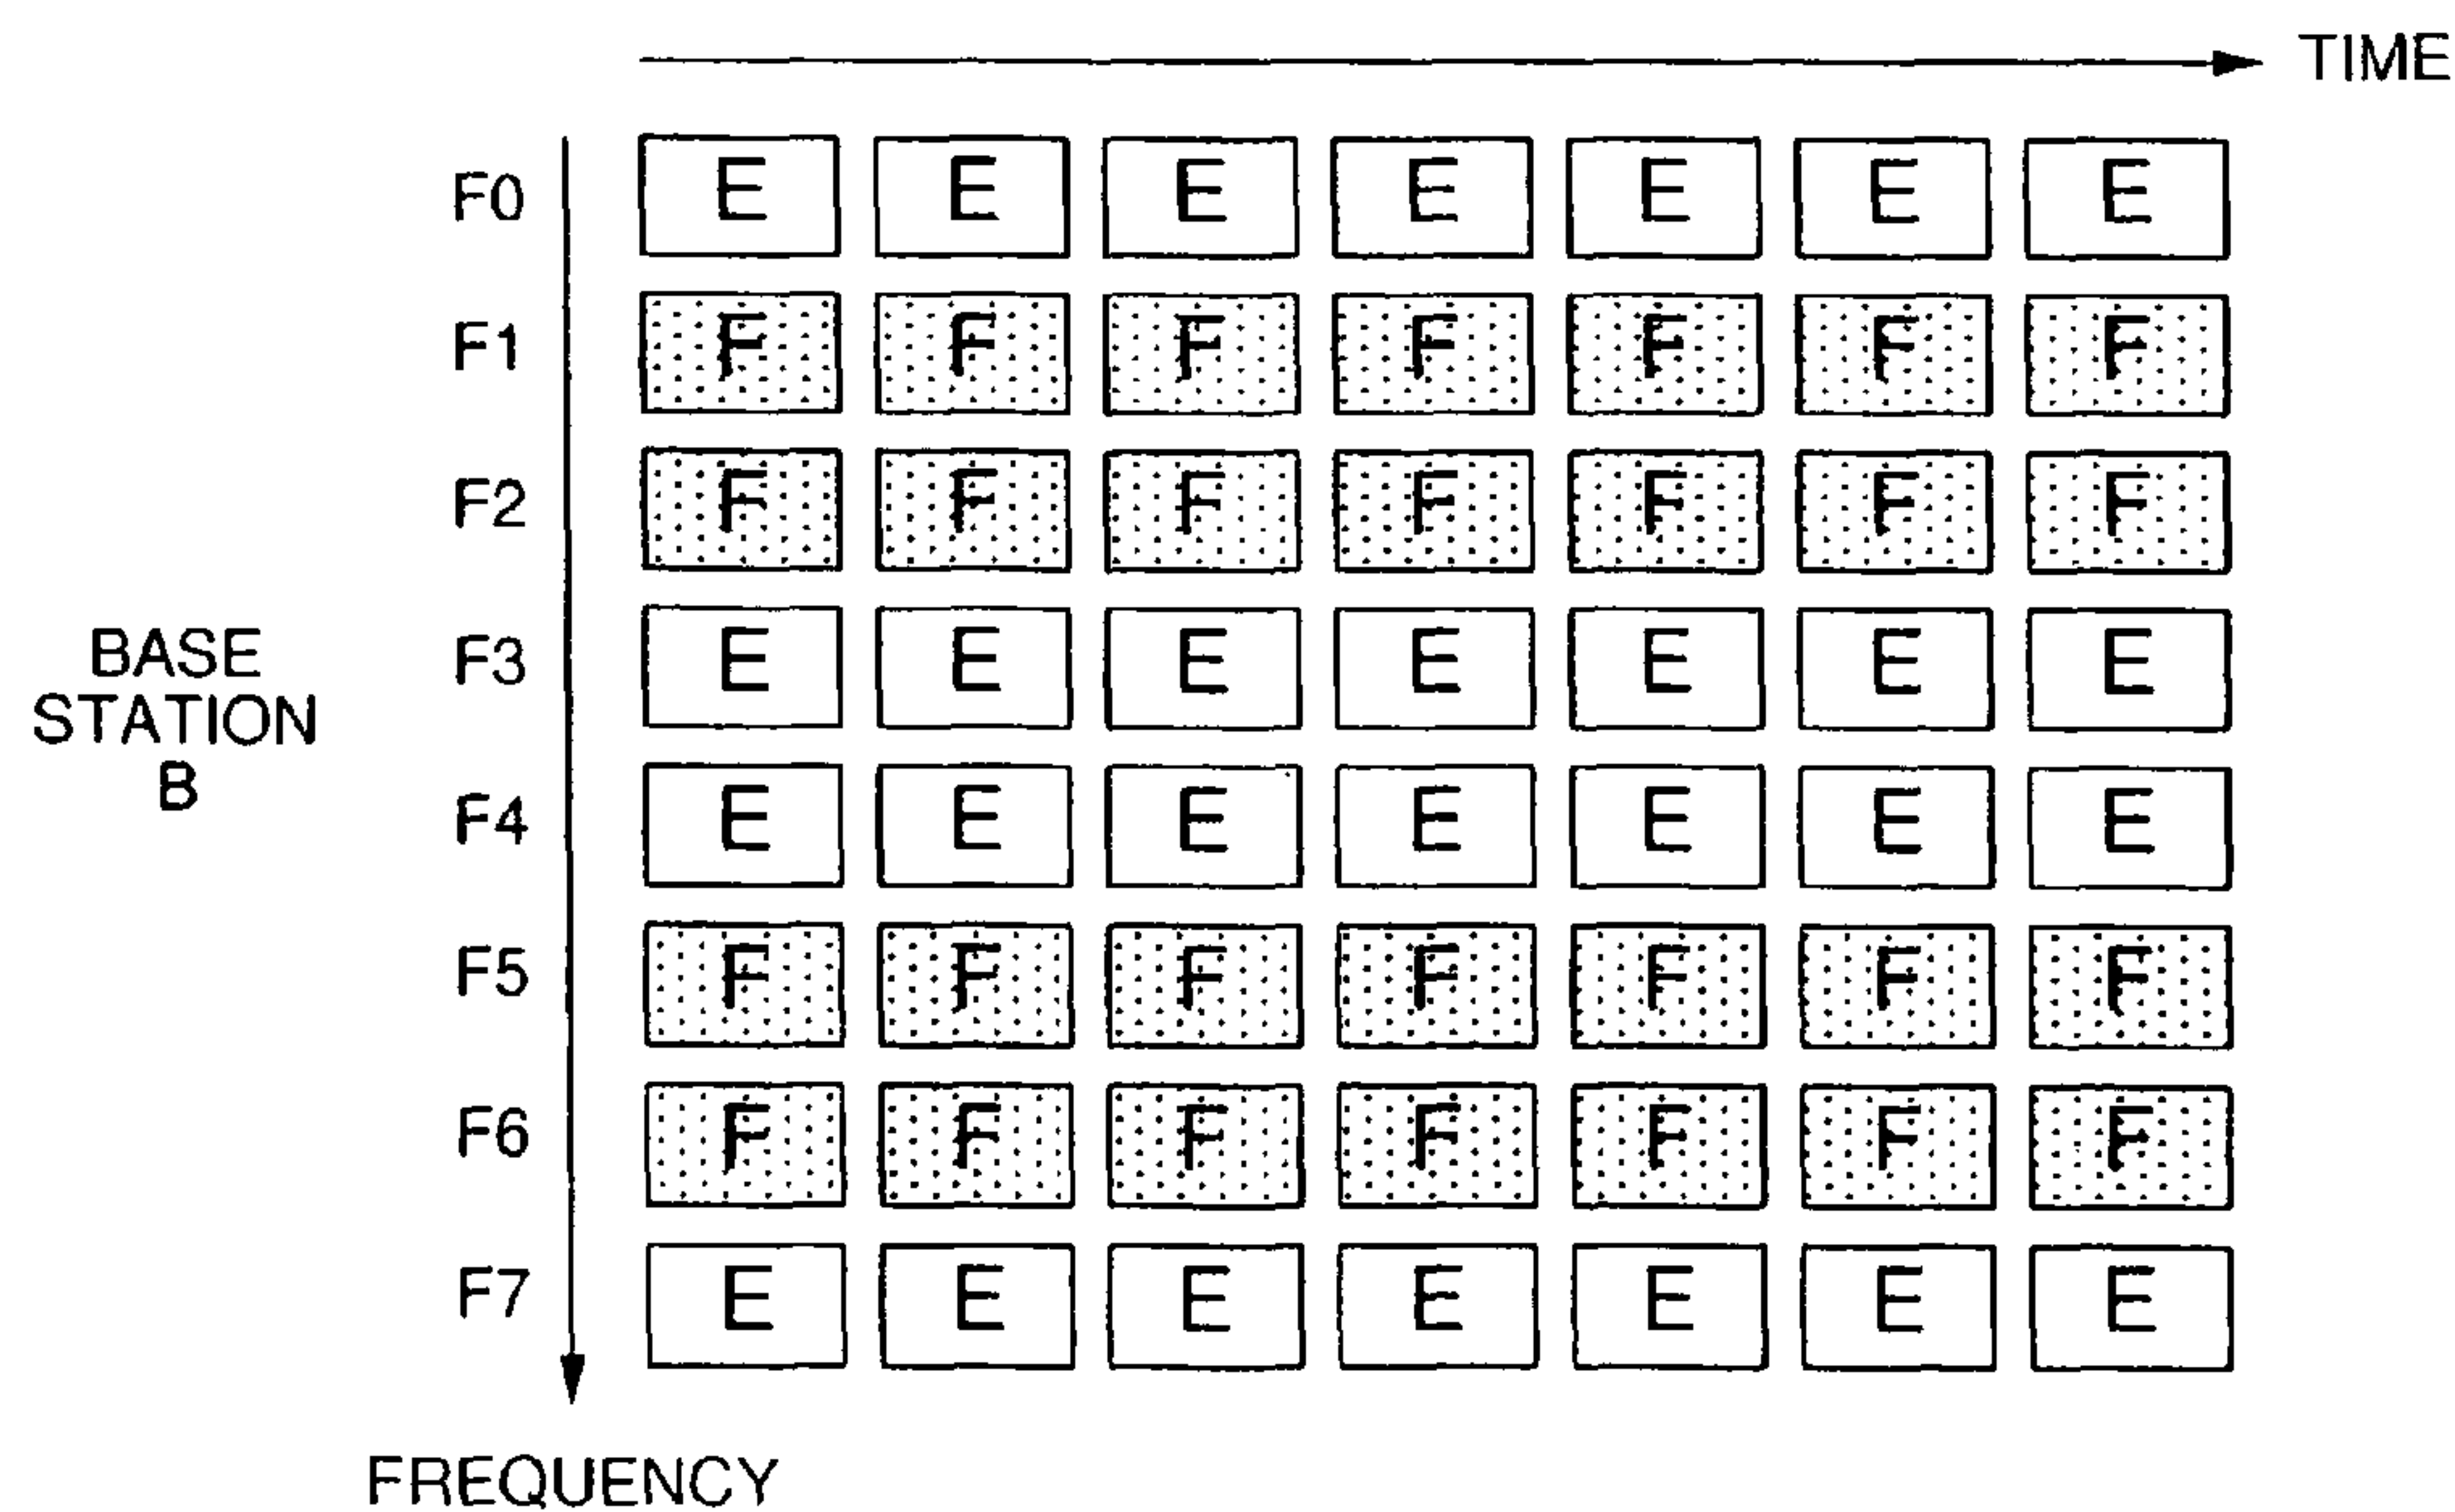 TIME
F0 E E E E E E E
F1 F F F F F F F
F2 F F F F F F F
BASE
STATION
B
F3 E E E E E E E
F4 E E E E E E E
F5 F F F F F F F
F6 F F F F F F F
F7 E E E E E E E
FREQUENCY